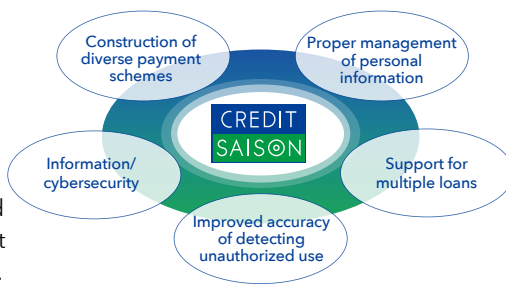 Construction of
diverse payment
schemes
Proper management
of personal
information
CREDIT
SAISON
Information/
cybersecurity
Support for
multiple loans
Improved accuracy
of detecting
unauthorized use